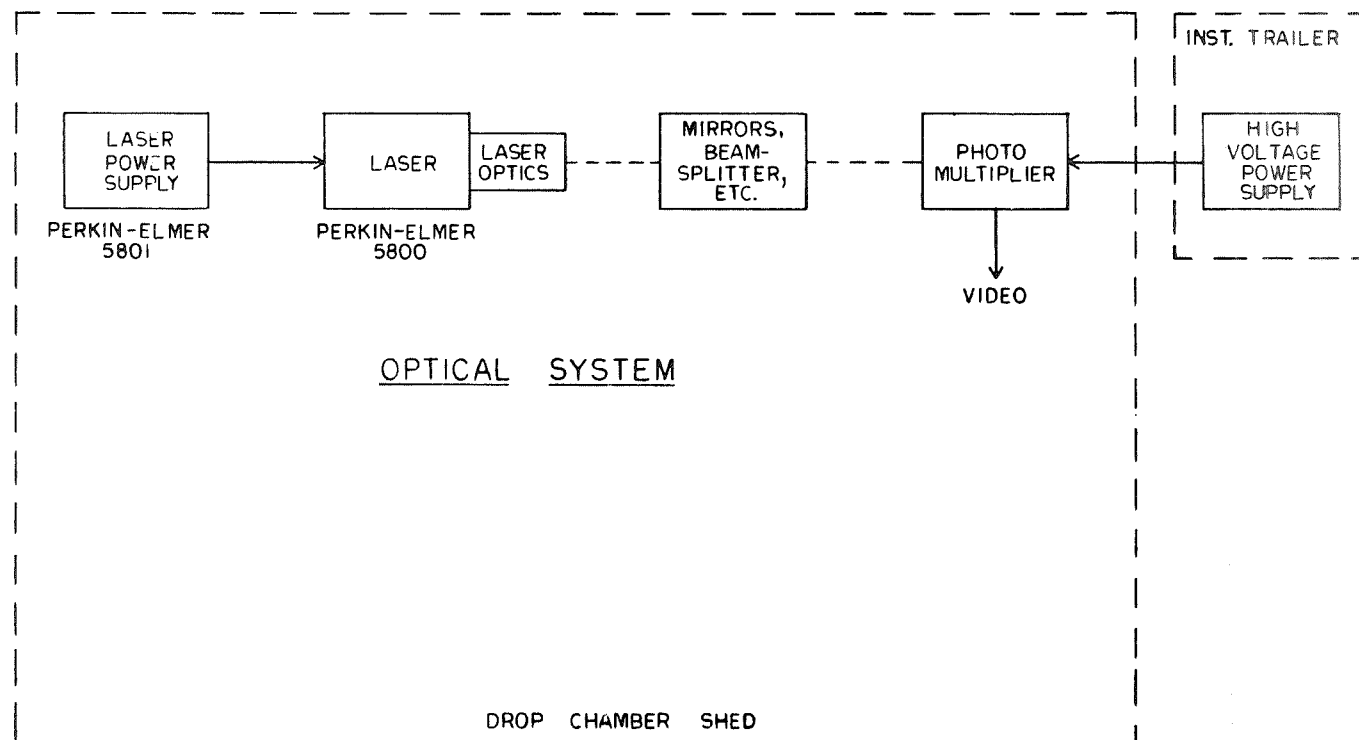 INST. TRAILER
LASER
POWER
SUPPLY
PERKIN-ELMER
5801
LASER
PERKIN-ELMER
5800
LASER
OPTICS
MIRRORS,
BEAM-
SPLITTER,
ETC.
PHOTO
MULTIPLIER
VIDEO
HIGH
VOLTAGE
POWER
SUPPLY
OPTICAL SYSTEM
DROP CHAMBER SHED